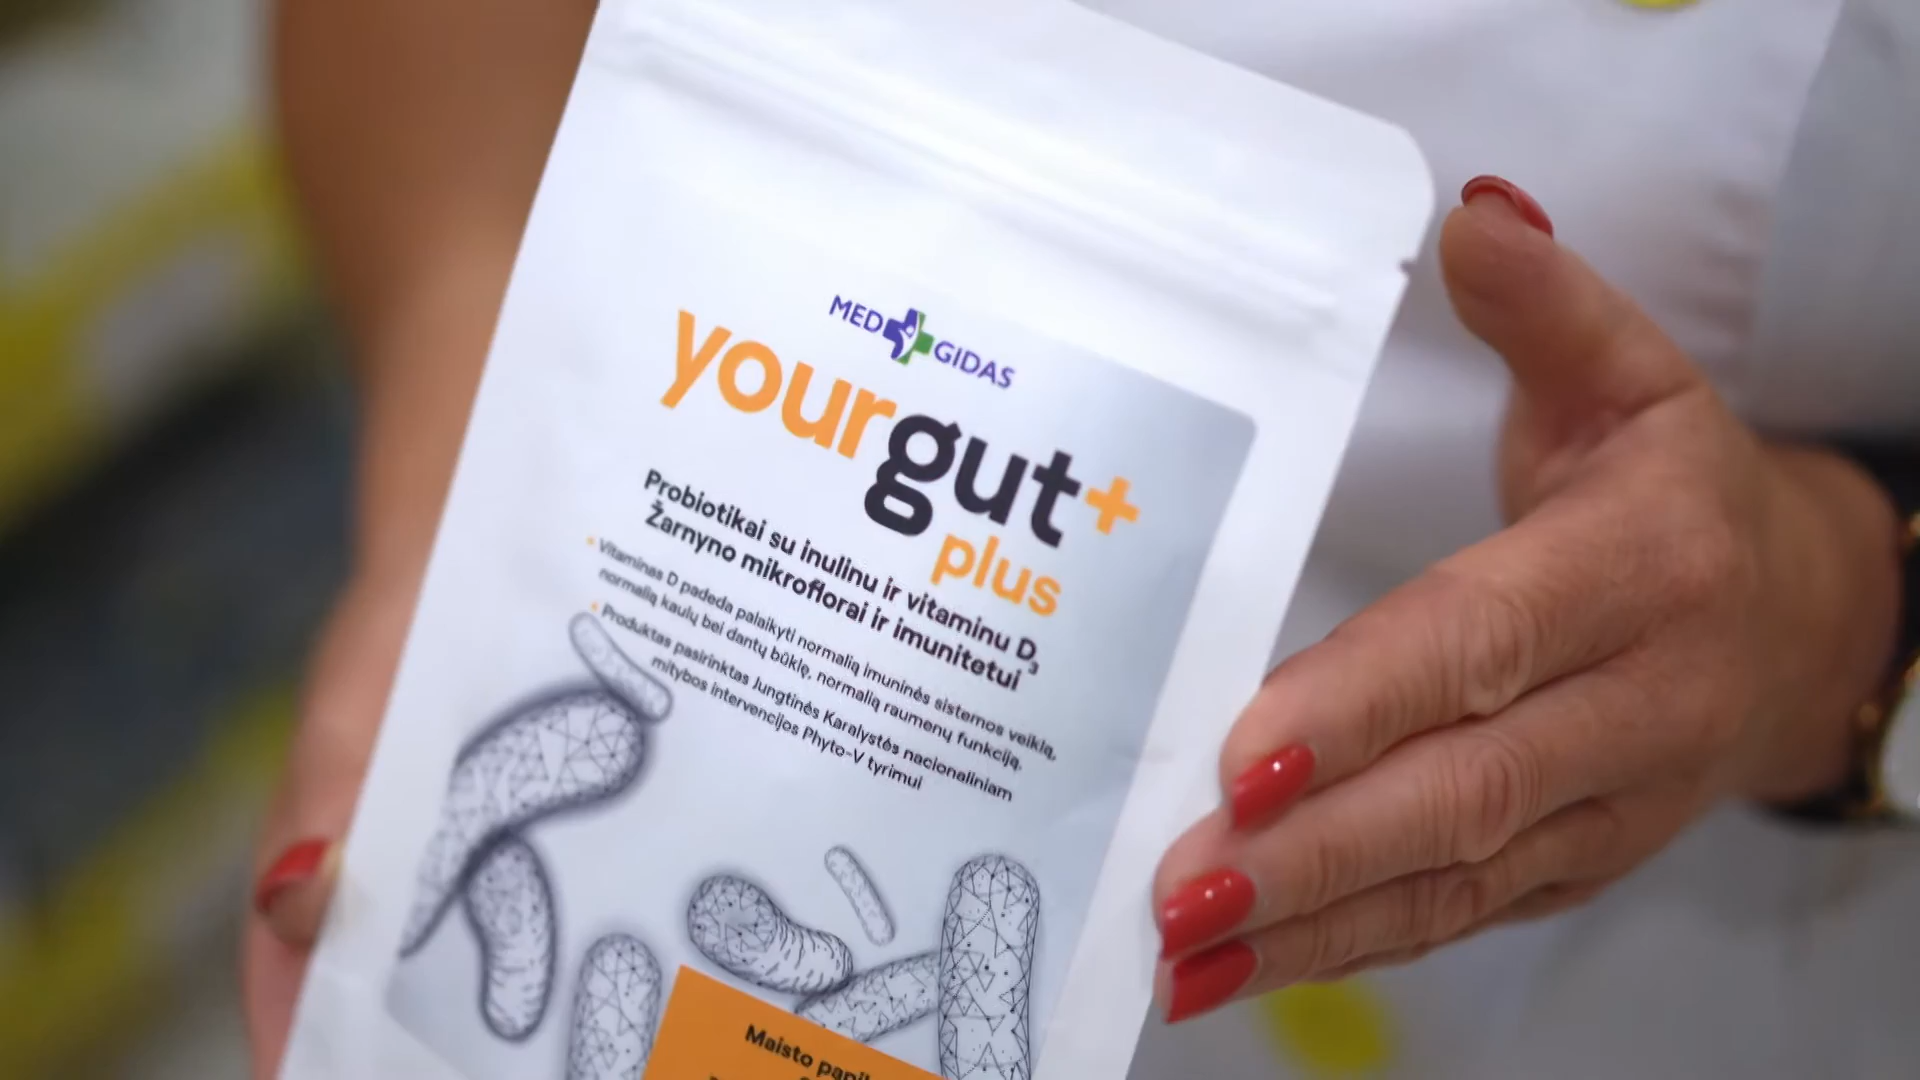 MED GIDAS
yourgut+
plus
Probiotikai su inulinu ir vitaminu D₃
Žarnyno mikroflorai ir imunitetui
• Vitaminas D padeda palaikyti normalią imuninės sistemos veiklą,
normalią kaulų bei dantų būklę, normalią raumenų funkciją.
• Produktas pasirinktas Jungtinės Karalystės nacionaliniam
mitybos intervencijos Phyto-V tyrimui
Maisto